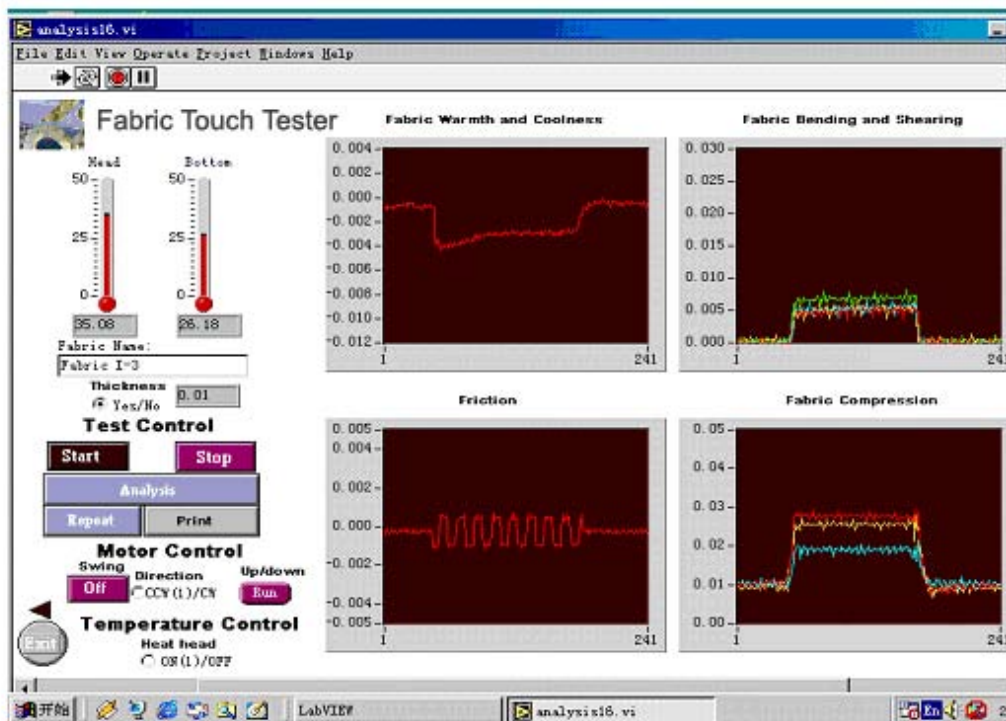 analysis16.vi
File Edit View Operate Project Windows Help
Fabric Touch Tester
Head Bottom
50 50
25 25
0 0
35.08 26.18
Fabric Name:
Fabric I-3
Thickness
Yes/No 0.01
Test Control
Start Stop
Analysis
Repeat Print
Motor Control
Swing Direction Up/down
Off CCW(1)/CW Run
Temperature Control
Heat head
ON(1)/OFF
Exit
Fabric Warmth and Coolness
0.004
0.002
0.000
-0.002
-0.004
-0.006
-0.008
-0.010
-0.012
1 241
Fabric Bending and Shearing
0.030
0.025
0.020
0.015
0.010
0.005
0.000
1 241
Friction
0.005
0.004
0.002
0.000
-0.002
-0.004
-0.005
1 241
Fabric Compression
0.05
0.04
0.03
0.02
0.01
0.00
1 241
开始 LabVIEW analysis16.vi En